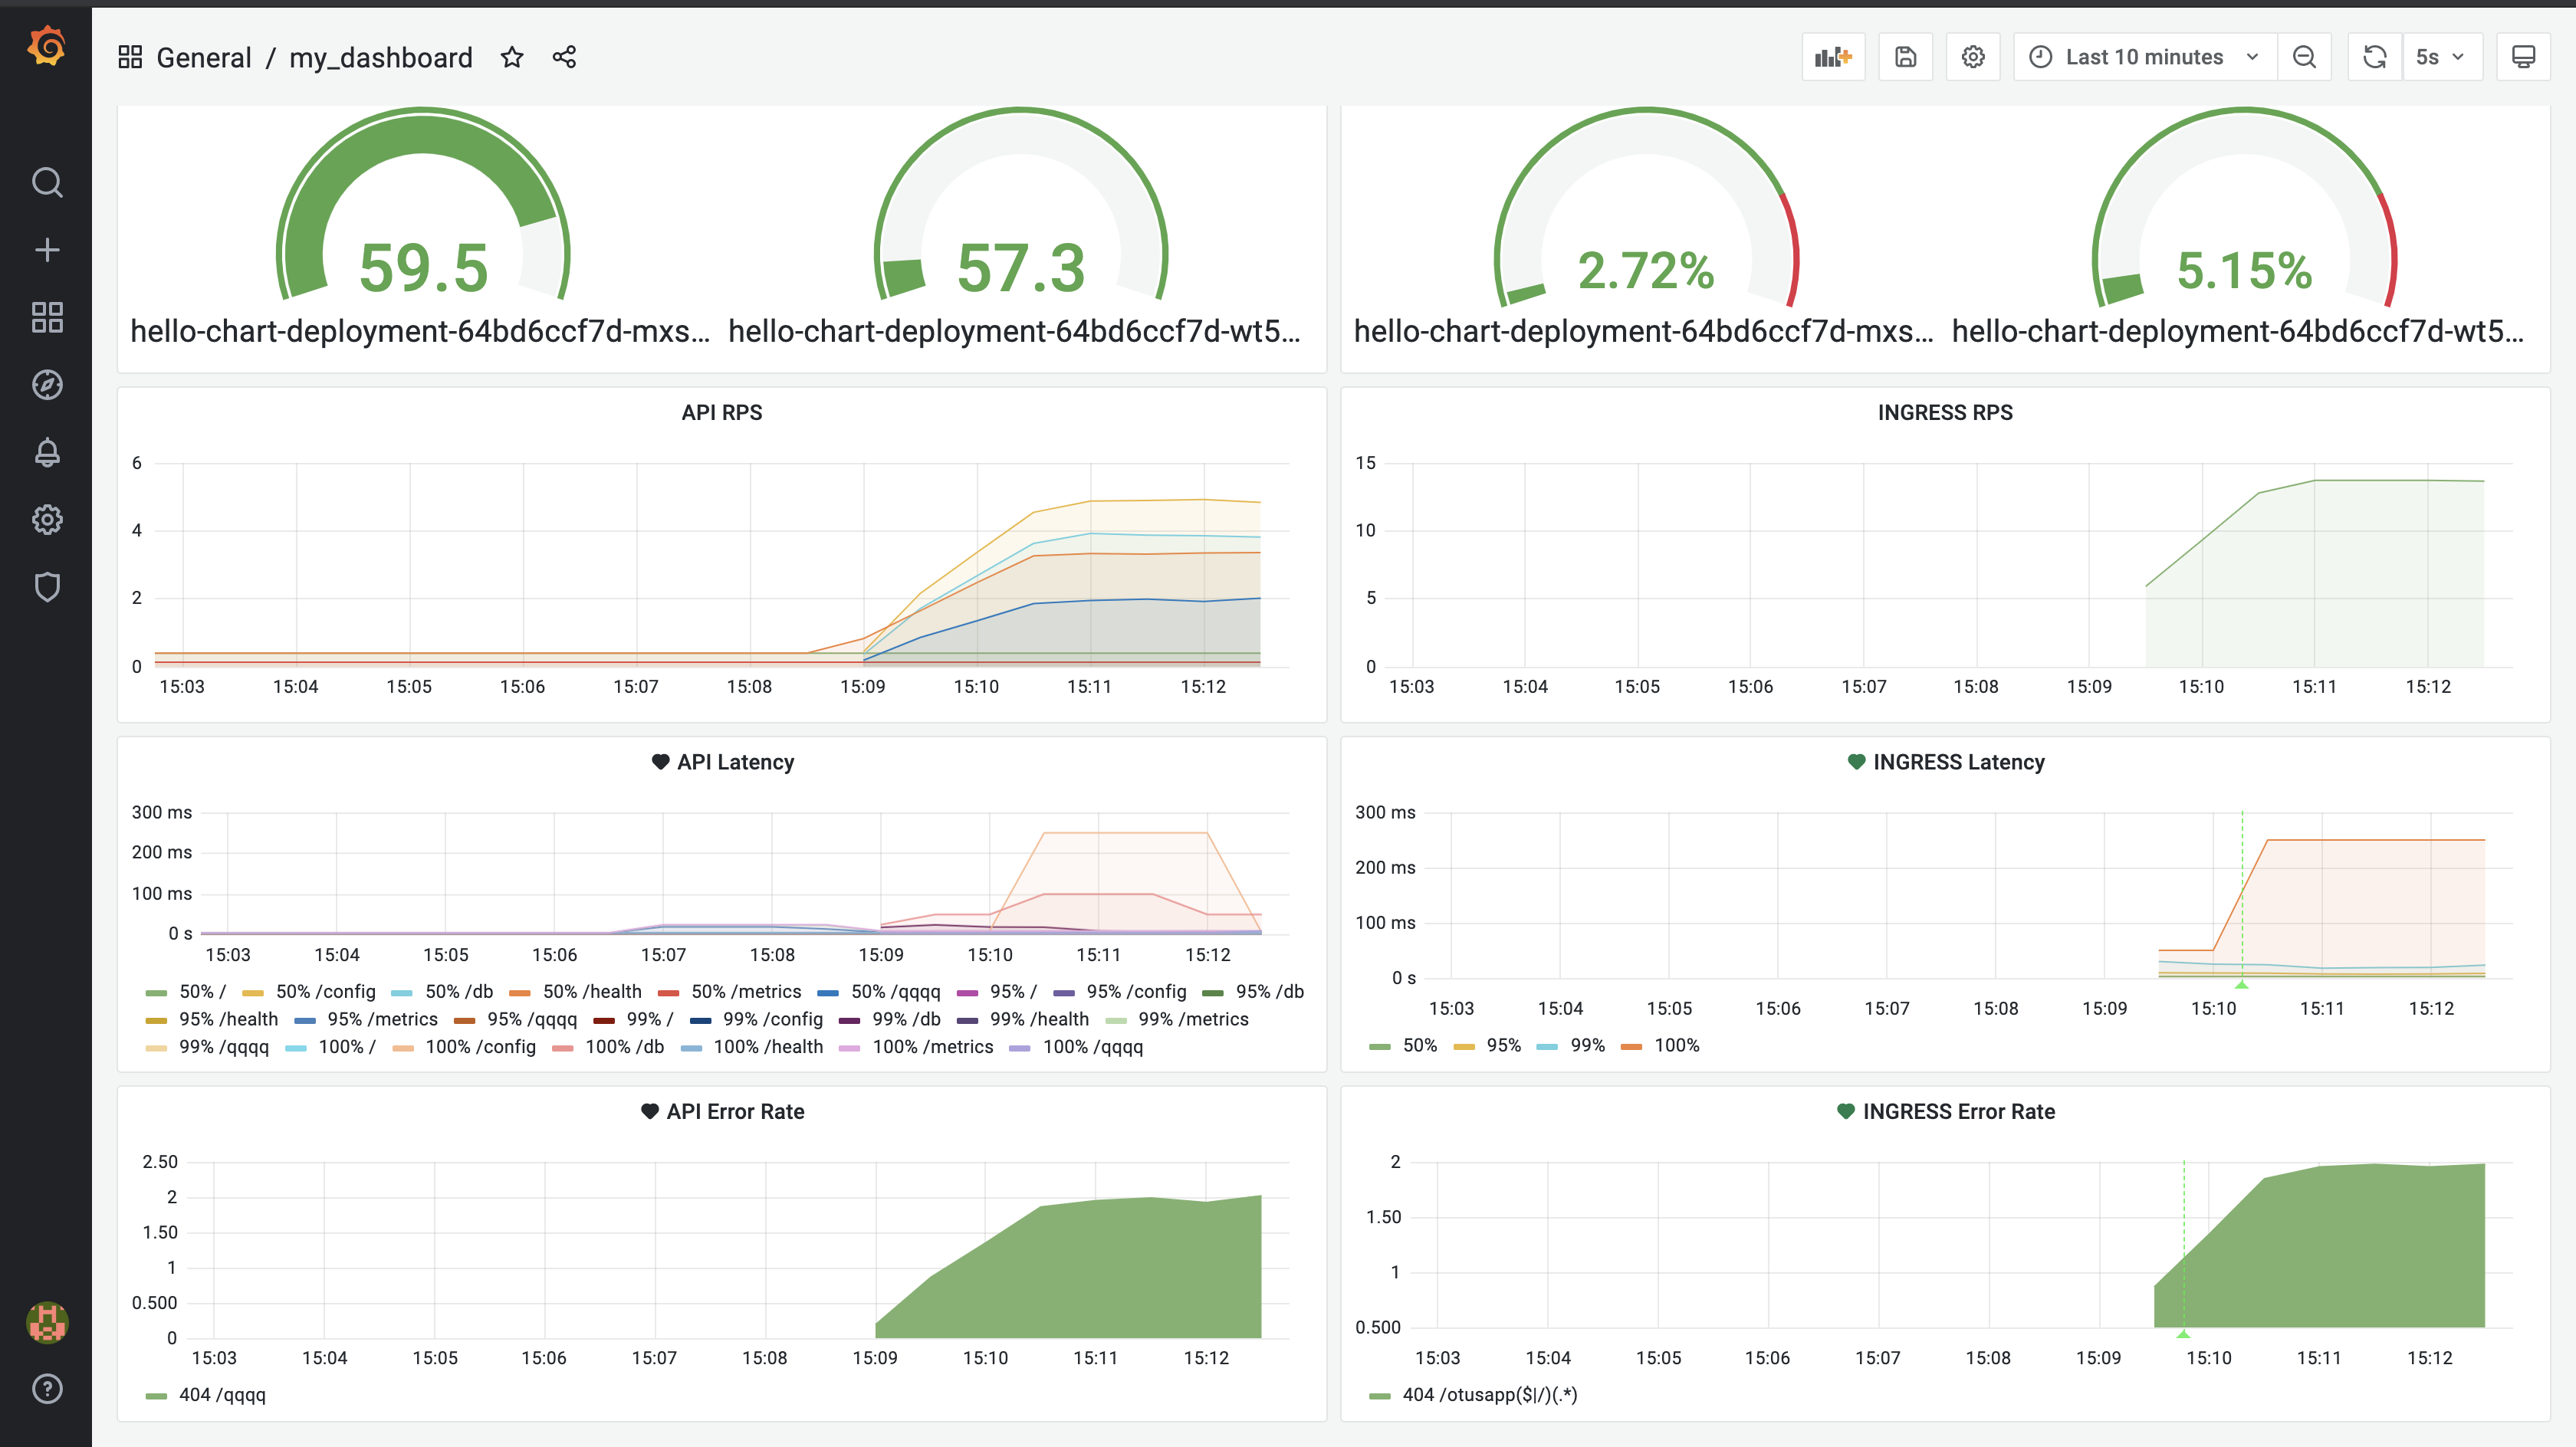 General / my_dashboard
Last 10 minutes
5s
59.5 57.3
hello-chart-deployment-64bd6ccf7d-mxs... hello-chart-deployment-64bd6ccf7d-wt5...
2.72% 5.15%
hello-chart-deployment-64bd6ccf7d-mxs... hello-chart-deployment-64bd6ccf7d-wt5...
API RPS
6
4
2
0
15:03 15:04 15:05 15:06 15:07 15:08 15:09 15:10 15:11 15:12
INGRESS RPS
15
10
5
0
15:03 15:04 15:05 15:06 15:07 15:08 15:09 15:10 15:11 15:12
API Latency
300 ms
200 ms
100 ms
0 s
15:03 15:04 15:05 15:06 15:07 15:08 15:09 15:10 15:11 15:12
50% / 50% /config 50% /db 50% /health 50% /metrics 50% /qqqq 95% / 95% /config 95% /db
95% /health 95% /metrics 95% /qqqq 99% / 99% /config 99% /db 99% /health 99% /metrics
99% /qqqq 100% / 100% /config 100% /db 100% /health 100% /metrics 100% /qqqq
INGRESS Latency
300 ms
200 ms
100 ms
0 s
15:03 15:04 15:05 15:06 15:07 15:08 15:09 15:10 15:11 15:12
50% 95% 99% 100%
API Error Rate
2.50
2
1.50
1
0.500
0
15:03 15:04 15:05 15:06 15:07 15:08 15:09 15:10 15:11 15:12
404 /qqqq
INGRESS Error Rate
2
1.50
1
0.500
15:03 15:04 15:05 15:06 15:07 15:08 15:09 15:10 15:11 15:12
404 /otusapp($|/)(.*)